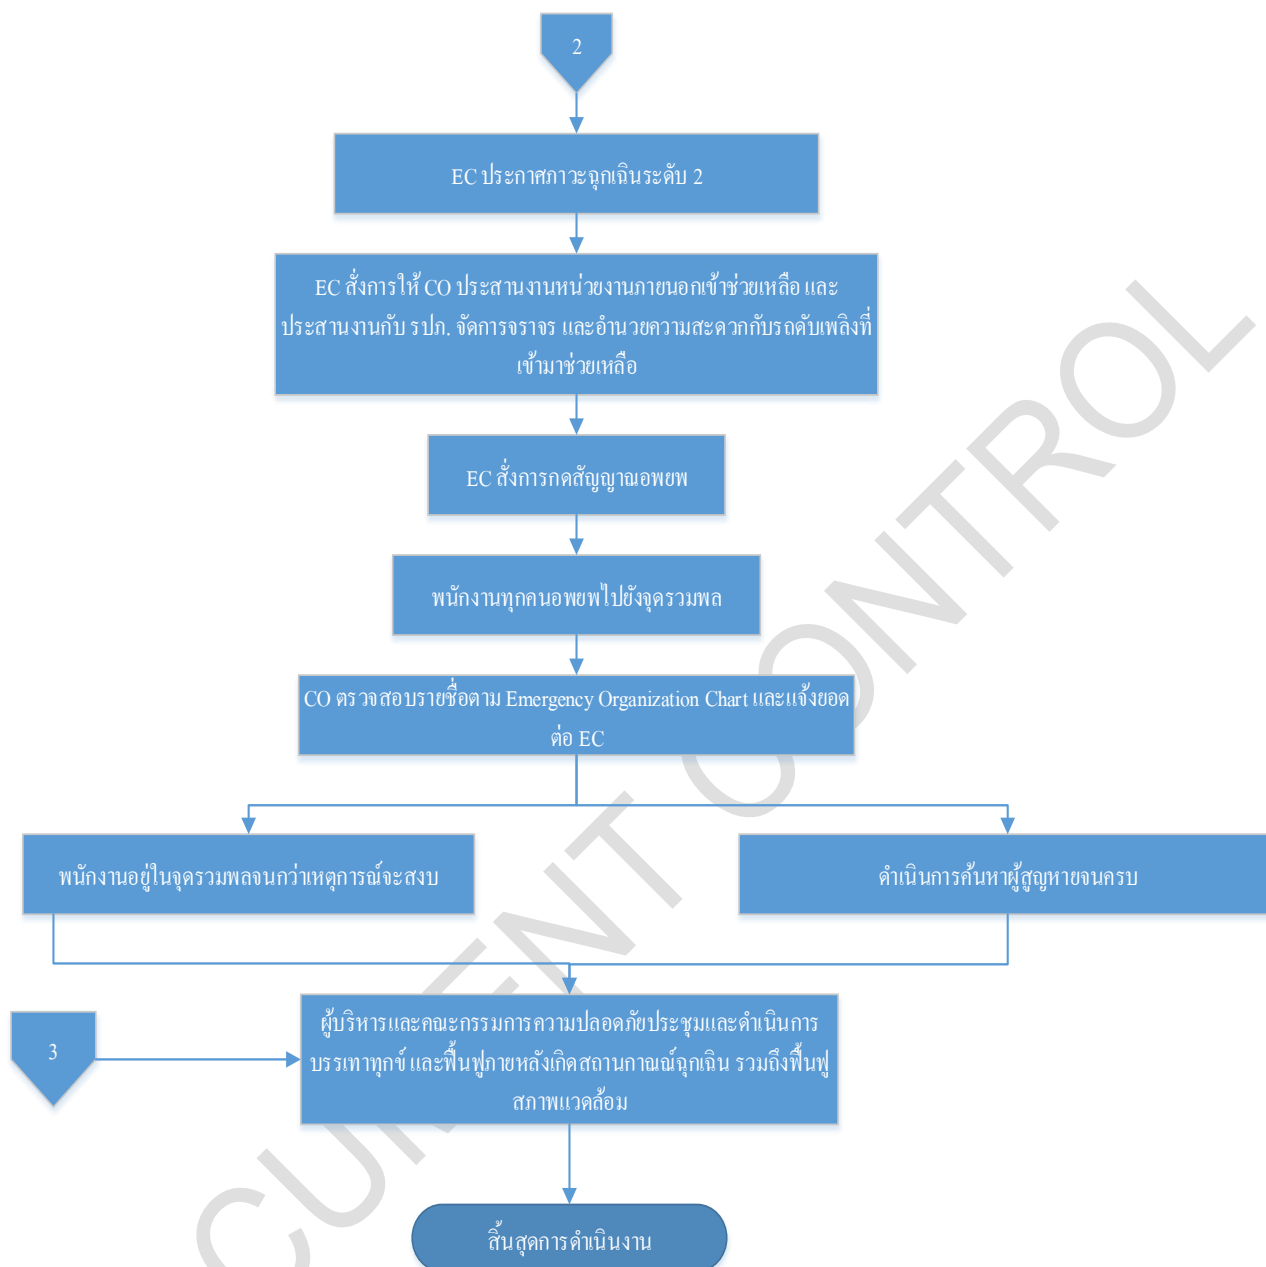 2
EC ประกาศภาวะฉุกเฉินระดับ 2
EC สั่งการให้ CO ประสานงานหน่วยงานภายนอกเข้าช่วยเหลือ และ
ประสานงานกับ รปภ. จัดการจราจร และอำนวยความสะดวกกับรถดับเพลิงที่
เข้ามาช่วยเหลือ
EC สั่งการกดสัญญาณอพยพ
พนักงานทุกคนอพยพไปยังจุดรวมพล
CO ตรวจสอบรายชื่อตาม Emergency Organization Chart และแจ้งยอด
ต่อ EC
พนักงานอยู่ในจุดรวมพลจนกว่าเหตุการณ์จะสงบ
ดำเนินการค้นหาผู้สูญหายจนครบ
3
ผู้บริหารและคณะกรรมการความปลอดภัยประชุมและดำเนินการ
บรรเทาทุกข์ และฟื้นฟูภายหลังเกิดสถานกาณณ์ฉุกเฉิน รวมถึงฟื้นฟู
สภาพแวดล้อม
สิ้นสุดการดำเนินงาน
CUMENT CONTROL